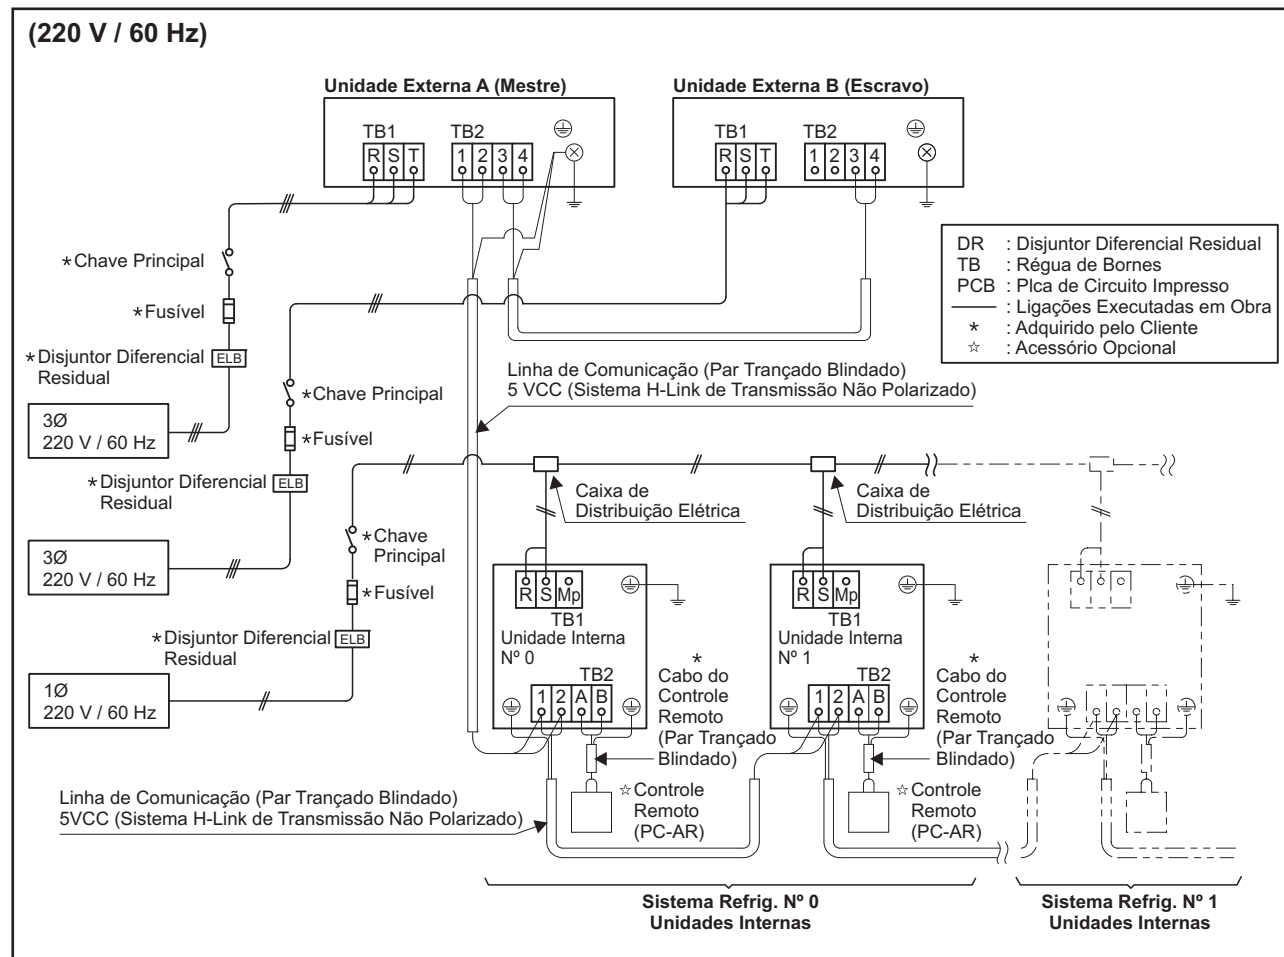 (220 V / 60 Hz)
Unidade Externa A (Mestre)
TB1
R S T
TB2
1 2 3 4
Unidade Externa B (Escravo)
TB1
R S T
TB2
1 2 3 4
DR : Disjuntor Diferencial Residual
TB : Régua de Bornes
PCB : Plca de Circuito Impresso
: Ligações Executadas em Obra
* : Adquirido pelo Cliente
☆ : Acessório Opcional
*Chave Principal
*Fusível
*Disjuntor Diferencial
Residual
ELB
3Ø
220 V / 60 Hz
*Chave Principal
*Fusível
*Disjuntor Diferencial
Residual
ELB
3Ø
220 V / 60 Hz
*Chave
Principal
*Fusível
*Disjuntor Diferencial
Residual
ELB
1Ø
220 V / 60 Hz
Linha de Comunicação (Par Trançado Blindado)
5 VCC (Sistema H-Link de Transmissão Não Polarizado)
Caixa de
Distribuição Elétrica
Caixa de
Distribuição Elétrica
R S Mp
TB1
Unidade Interna
Nº 0
TB2
1 2 A B
*
Cabo do
Controle
Remoto
(Par Trançado
Blindado)
☆Controle
Remoto
(PC-AR)
R S Mp
TB1
Unidade Interna
Nº 1
TB2
1 2 A B
*
Cabo do
Controle
Remoto
(Par Trançado
Blindado)
☆Controle
Remoto
(PC-AR)
Linha de Comunicação (Par Trançado Blindado)
5VCC (Sistema H-Link de Transmissão Não Polarizado)
Sistema Refrig. Nº 0
Unidades Internas
Sistema Refrig. Nº 1
Unidades Internas